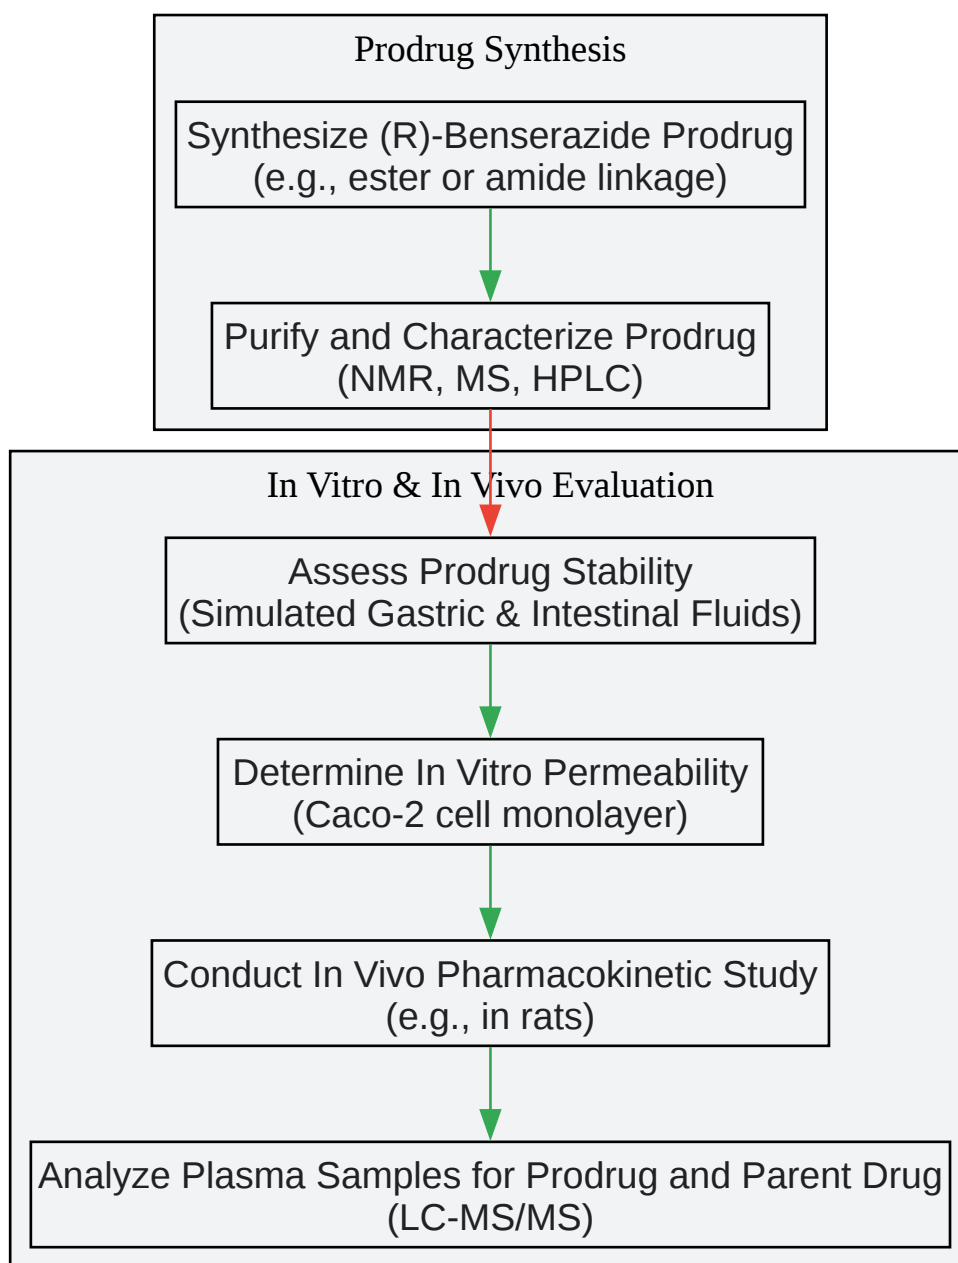 Prodrug Synthesis
Synthesize (R)-Benserazide Prodrug
(e.g., ester or amide linkage)
Purify and Characterize Prodrug
(NMR, MS, HPLC)
In Vitro & In Vivo Evaluation
Assess Prodrug Stability
(Simulated Gastric & Intestinal Fluids)
Determine In Vitro Permeability
(Caco-2 cell monolayer)
Conduct In Vivo Pharmacokinetic Study
(e.g., in rats)
Analyze Plasma Samples for Prodrug and Parent Drug
(LC-MS/MS)